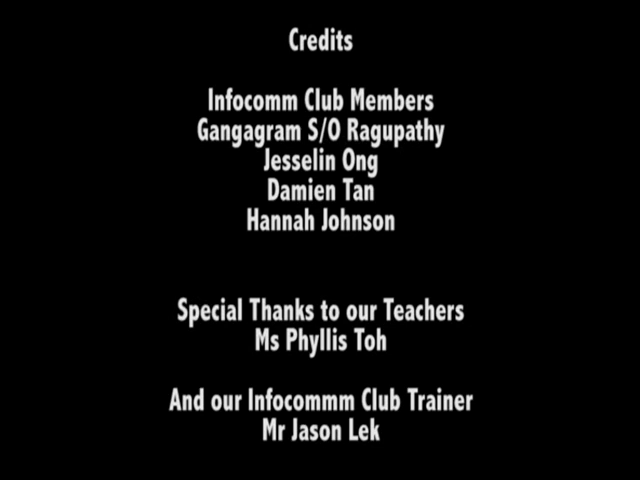 Credits
Infocomm Club Members
Gangagram S/O Ragupathy
Jesselin Ong
Damien Tan
Hannah Johnson
Special Thanks to our Teachers
Ms Phyllis Toh
And our Infocommm Club Trainer
Mr Jason Lek